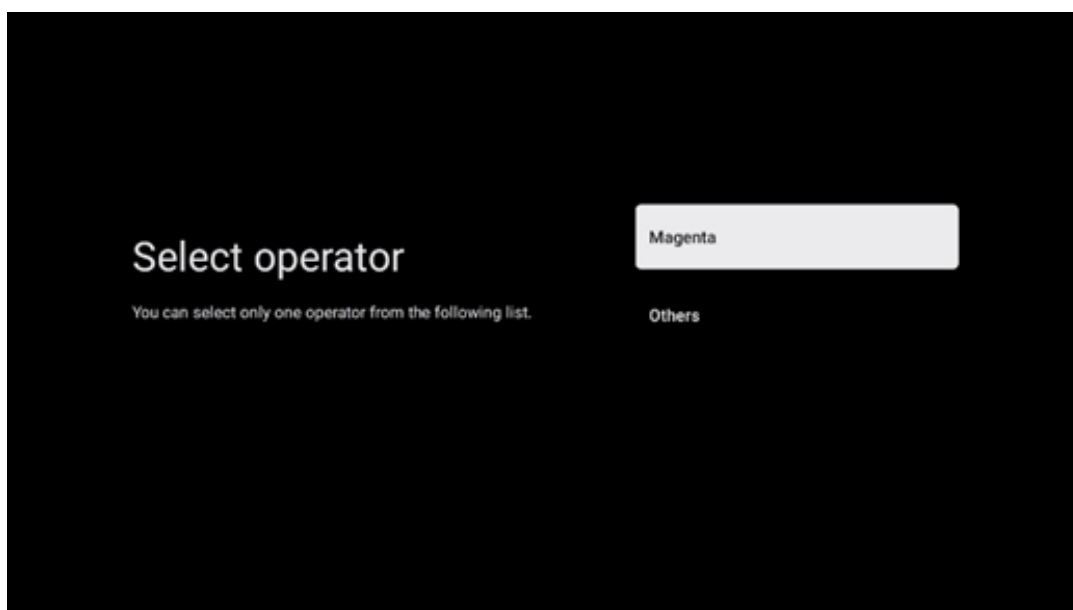 Select operator
You can select only one operator from the following list.
Magenta
Others